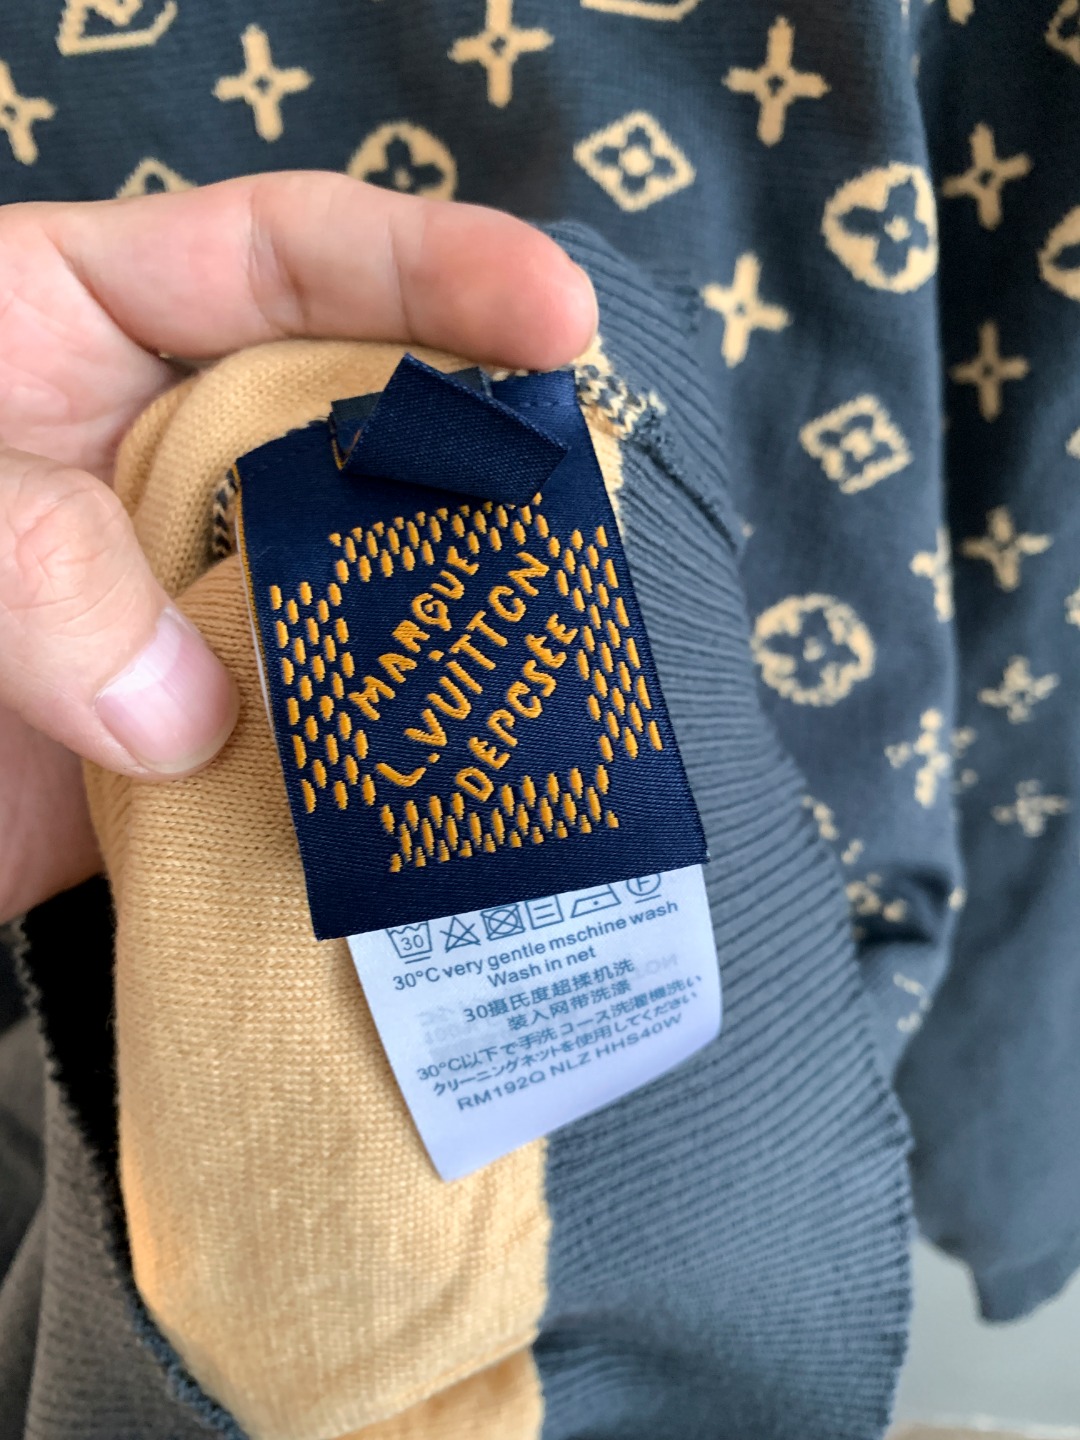 MARQUE
L.VUiTTON
DEPOSÉE
30
F
30°C very gentle mschine wash
Wash in net
30摄氏度超揉机洗
装入网带洗涤
30°C以下で手洗コース洗濯機洗い
クリーニングネットを使用してください
RM192Q NLZ HHS40W